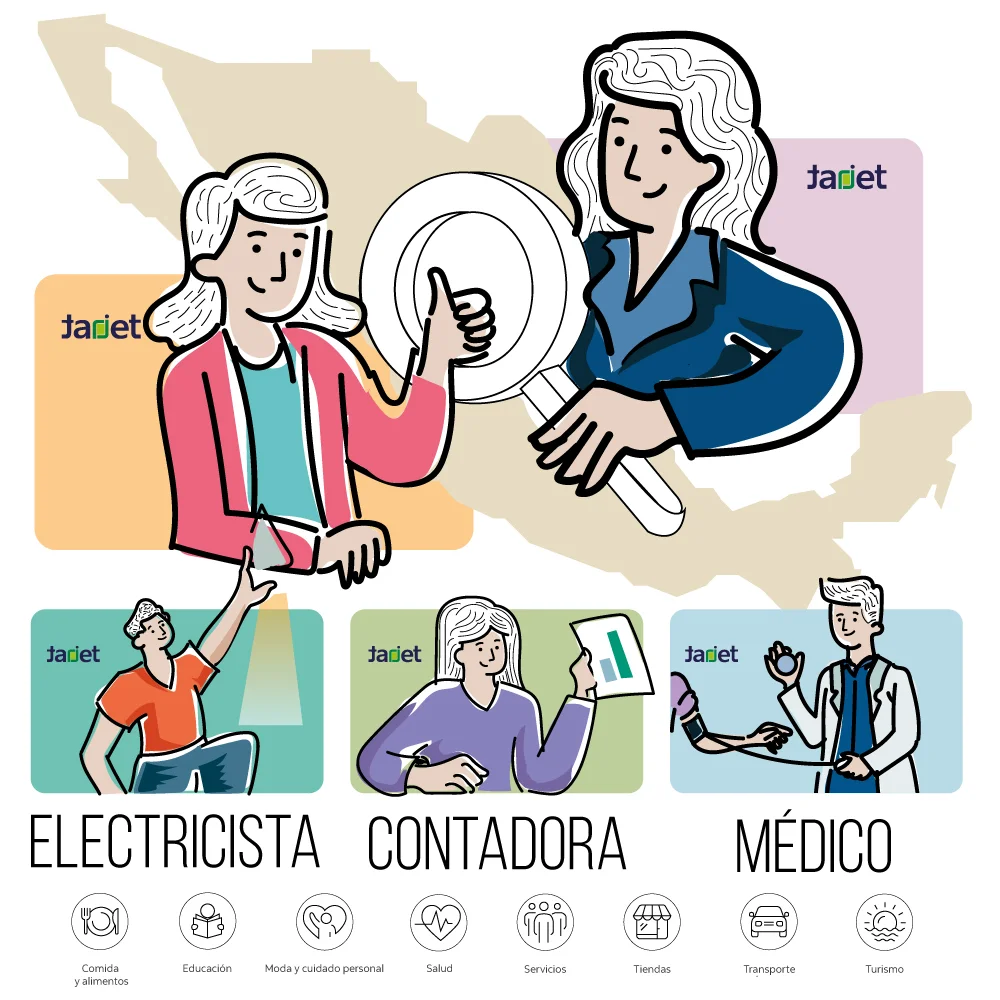 tarjet
tarjet
tarjet
tarjet
tarjet
ELECTRICISTA
CONTADORA
MÉDICO
Comida
y alimentos
Educación
Moda y cuidado personal
Salud
Servicios
Tiendas
Transporte
Turismo